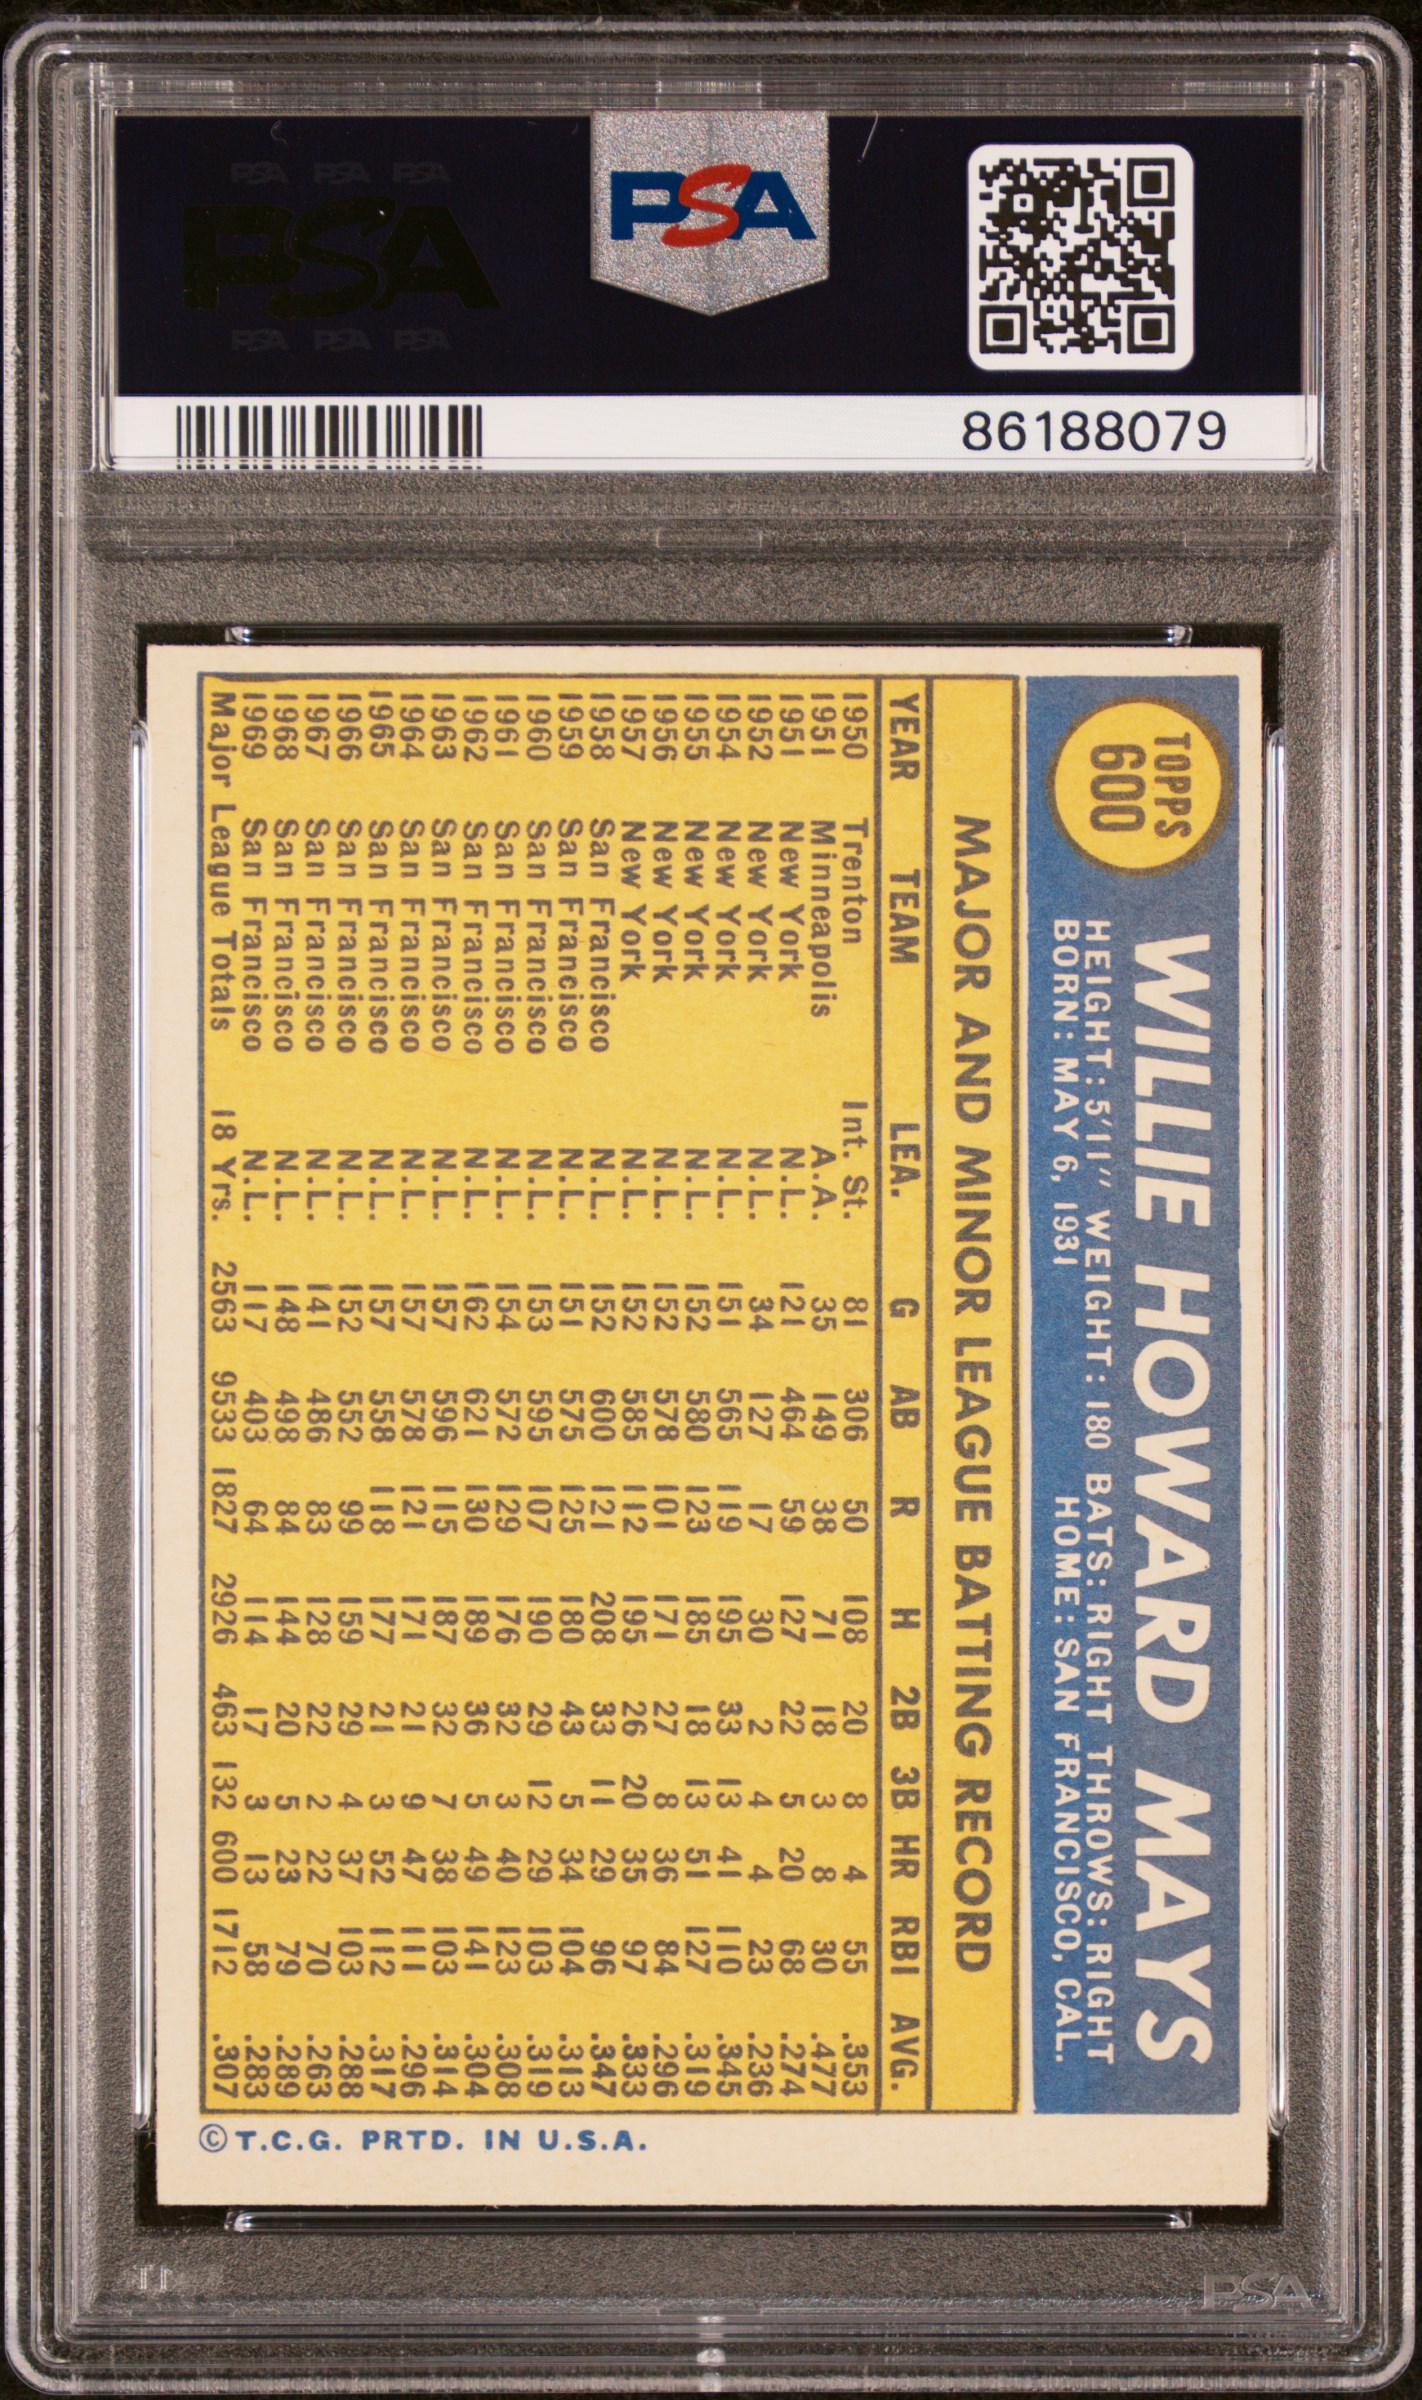 PSA PSA PSA
PSA
PSA PSA PSA
PSA
86188079
TOPPS
600
WILLIE HOWARD MAYS
HEIGHT: 5'11" WEIGHT: 180 BATS: RIGHT THROWS: RIGHT
BORN: MAY 6, 1931 HOME: SAN FRANCISCO, CAL.
MAJOR AND MINOR LEAGUE BATTING RECORD
YEAR TEAM LEA. G AB R H 2B 3B HR RBI AVG.
1950 Trenton Int. St. 81 306 50 108 20 8 4 55 .353
1951 Minneapolis A.A. 35 149 38 71 18 3 8 30 .477
1951 New York N.L. 121 464 59 127 22 5 20 68 .274
1952 New York N.L. 34 127 17 30 2 4 4 23 .236
1954 New York N.L. 151 565 119 195 33 13 41 110 .345
1955 New York N.L. 152 580 123 185 18 13 51 127 .319
1956 New York N.L. 152 578 101 171 27 8 36 84 .296
1957 New York N.L. 152 585 112 195 26 20 35 97 .333
1958 San Francisco N.L. 152 600 121 208 33 11 29 96 .347
1959 San Francisco N.L. 151 575 125 180 43 5 34 104 .313
1960 San Francisco N.L. 153 595 107 190 29 12 29 103 .319
1961 San Francisco N.L. 154 572 129 176 32 3 40 123 .308
1962 San Francisco N.L. 162 621 130 189 36 5 49 141 .304
1963 San Francisco N.L. 157 596 115 187 32 7 38 103 .314
1964 San Francisco N.L. 157 578 121 171 21 9 47 111 .296
1965 San Francisco N.L. 157 558 118 177 21 3 52 112 .317
1966 San Francisco N.L. 152 552 99 159 29 4 37 103 .288
1967 San Francisco N.L. 141 486 83 128 22 2 22 70 .263
1968 San Francisco N.L. 148 498 84 144 20 5 23 79 .289
1969 San Francisco N.L. 117 403 64 114 17 3 13 58 .283
Major League Totals 18 Yrs. 2563 9533 1827 2926 463 132 600 1712 .307
© T.C.G. PRTD. IN U.S.A.
PSA